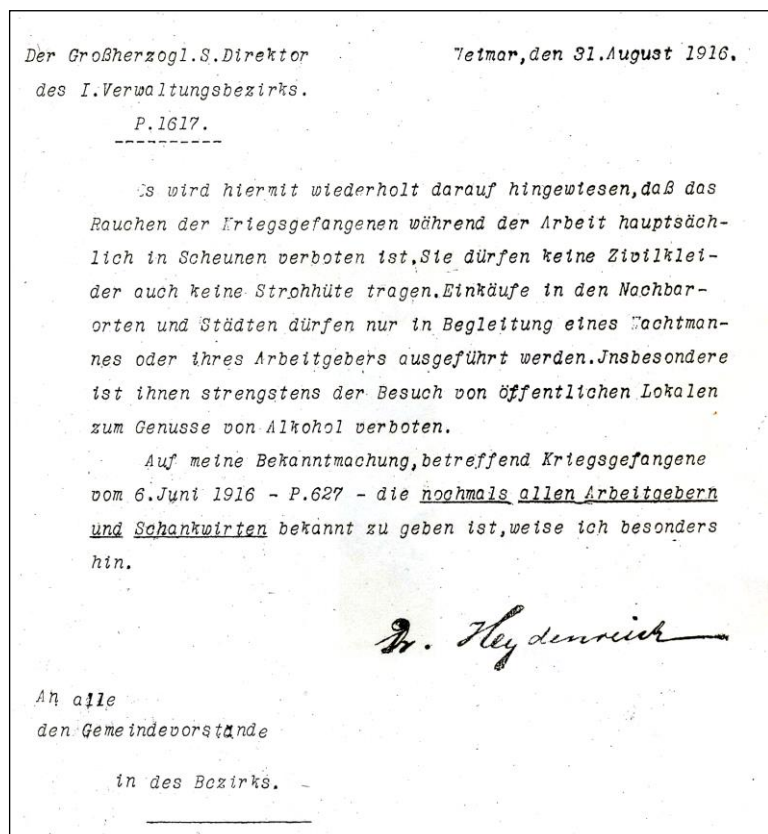 Der Großherzogl.S.Direktor
Weimar,den 31.August 1916.
des I.Verwaltungsbezirks.
P.1617.
Es wird hiermit wiederholt darauf hingewiesen,daß das
Rauchen der Kriegsgefangenen während der Arbeit hauptsäch-
lich in Scheunen verboten ist.Sie dürfen keine Zivilklei-
der auch keine Strohhüte tragen.Einkäufe in den Nachbar-
orten und Städten dürfen nur in Begleitung eines Wachtman-
nes oder ihres Arbeitgebers ausgeführt werden.Jnsbesondere
ist ihnen strengstens der Besuch von öffentlichen Lokalen
zum Genusse von Alkohol verboten.
Auf meine Bekanntmachung,betreffend Kriegsgefangene
vom 6.Juni 1916 - P.627 - die nochmals allen Arbeitgebern
und Schankwirten bekannt zu geben ist,weise ich besonders
hin.
Dr. Heydenreich
An alle
den Gemeindevorstände
in des Bezirks.